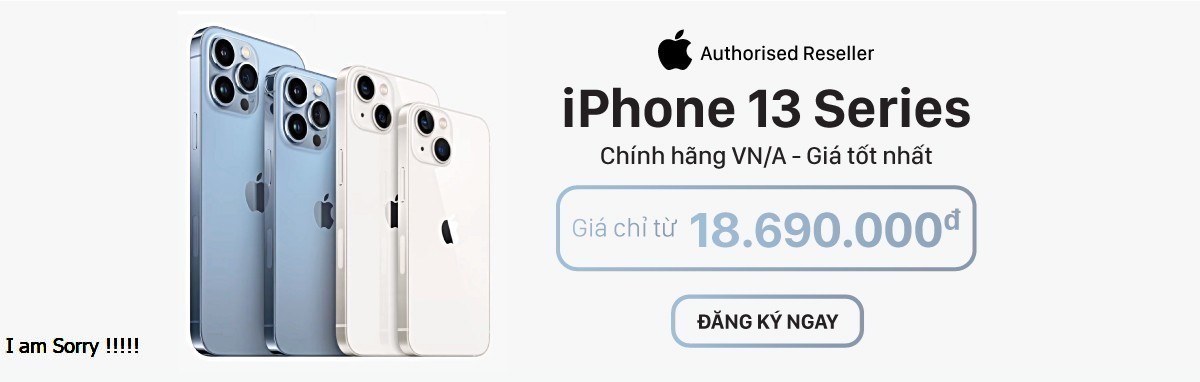 Authorised Reseller
iPhone 13 Series
Chính hãng VN/A - Giá tốt nhất
Giá chỉ từ 18.690.000đ
ĐĂNG KÝ NGAY
I am Sorry !!!!!